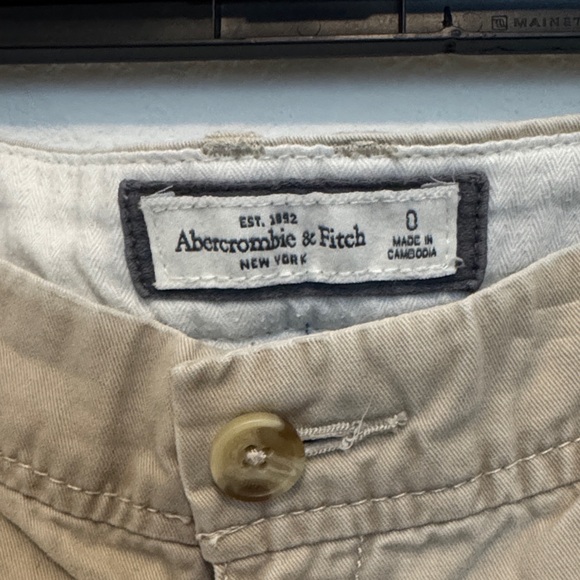 EST. 1892
Abercrombie & Fitch
NEW YORK
0
MADE IN
CAMBODIA